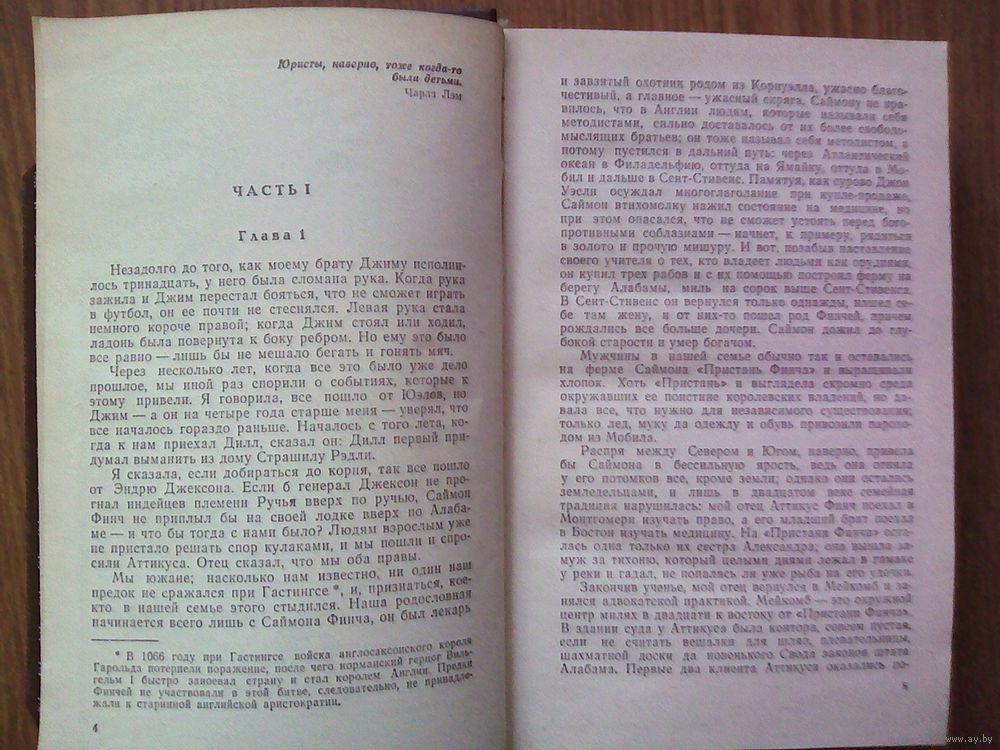 Юристы, наверно, тоже когда-то
были детьми.
Чарлз Лэм
ЧАСТЬ I
Глава 1
Незадолго до того, как моему брату Джиму исполни-
лось тринадцать, у него была сломана рука. Когда рука
зажила и Джим перестал бояться, что не сможет играть
в футбол, он ее почти не стеснялся. Левая рука стала
немного короче правой; когда Джим стоял или ходил,
ладонь была повернута к боку ребром. Но ему это было
все равно — лишь бы не мешало бегать и гонять мяч.
Через несколько лет, когда все это было уже дело
прошлое, мы иной раз спорили о событиях, которые к
этому привели. Я говорила, все пошло от Юэлов, но
Джим — а он на четыре года старше меня — уверял, что
все началось гораздо раньше. Началось с того лета, ког-
да к нам приехал Дилл, сказал он: Дилл первый при-
думал выманить из дому Страшилу Рэдли.
Я сказала, если добираться до корня, так все пошло
от Эндрю Джексона. Если б генерал Джексон не про-
гнал индейцев племени Ручья вверх по ручью, Саймон
Финч не приплыл бы на своей лодке вверх по Алаба-
ме — и что бы тогда с нами было? Людям взрослым уже
не пристало решать спор кулаками, и мы пошли и спро-
сили Аттикуса. Отец сказал, что мы оба правы.
Мы южане; насколько нам известно, ни один наш
предок не сражался при Гастингсе *, и, признаться, кое-
кто в нашей семье этого стыдился. Наша родословная
начинается всего лишь с Саймона Финча, он был лекарь
* В 1066 году при Гастингсе войска англосаксонского короля
Гарольда потерпели поражение, после чего норманский герцог Виль-
гельм I быстро завоевал страну и стал королем Англии. Предки
Финчей не участвовали в этой битве, следовательно, не принадле-
жали к старинной английской аристократии.
4
и завзятый охотник родом из Корнуэлла, ужасно благо-
честивый, а главное — ужасный скряга. Саймону не нра-
вилось, что в Англии людям, которые называли себя
методистами, сильно доставалось от их более свободо-
мыслящих братьев; он тоже называл себя методистом, а
потому пустился в дальний путь: через Атлантический
океан в Филадельфию, оттуда на Ямайку, оттуда в Мо-
бил и дальше в Сент-Стивенс. Памятуя, как сурово Джон
Уэсли осуждал многоглаголание при купле-продаже,
Саймон втихомолку нажил состояние на медицине, но
при этом опасался, что не сможет устоять перед бого-
противными соблазнами — начнет, к примеру, рядиться
в золото и прочую мишуру. И вот, позабыв наставление
своего учителя о тех, кто владеет людьми как орудиями,
он купил трех рабов и с их помощью построил ферму на
берегу Алабамы, миль на сорок выше Сент-Стивенса.
В Сент-Стивенс он вернулся только однажды, нашел се-
бе там жену, и от них-то пошел род Финчей, причем
рождались все больше дочери. Саймон дожил до глу-
бокой старости и умер богачом.
Мужчины в нашей семье обычно так и оставались
на ферме Саймона «Пристань Финча» и выращивали
хлопок. Хоть «Пристань» и выглядела скромно среди
окружавших ее поистине королевских владений, но да-
вала все, что нужно для независимого существования;
только лед, муку да одежду и обувь привозили парохо-
дом из Мобила.
Распря между Севером и Югом, наверно, привела
бы Саймона в бессильную ярость, ведь она отняла
у его потомков все, кроме земли; однако они остались
земледельцами, и лишь в двадцатом веке семейная
традиция нарушилась: мой отец Аттикус Финч поехал в
Монтгомери изучать право, а его младший брат поехал
в Бостон изучать медицину. На «Пристани Финча» оста-
лась одна только их сестра Александра; она вышла за-
муж за тихоню, который целыми днями лежал в гамаке
у реки и гадал, не попалась ли уже рыба на его удочки.
Закончив ученье, мой отец вернулся в Мейкомб и за-
нялся адвокатской практикой. Мейкомб — это окружной
центр милях в двадцати к востоку от «Пристани Финча».
В здании суда у Аттикуса была контора, совсем пустая,
если не считать вешалки для шляп, плевательницы,
шахматной доски да новенького Свода законов штата
Алабама. Первые два клиента Аттикуса оказались по-
5
www.ay.by